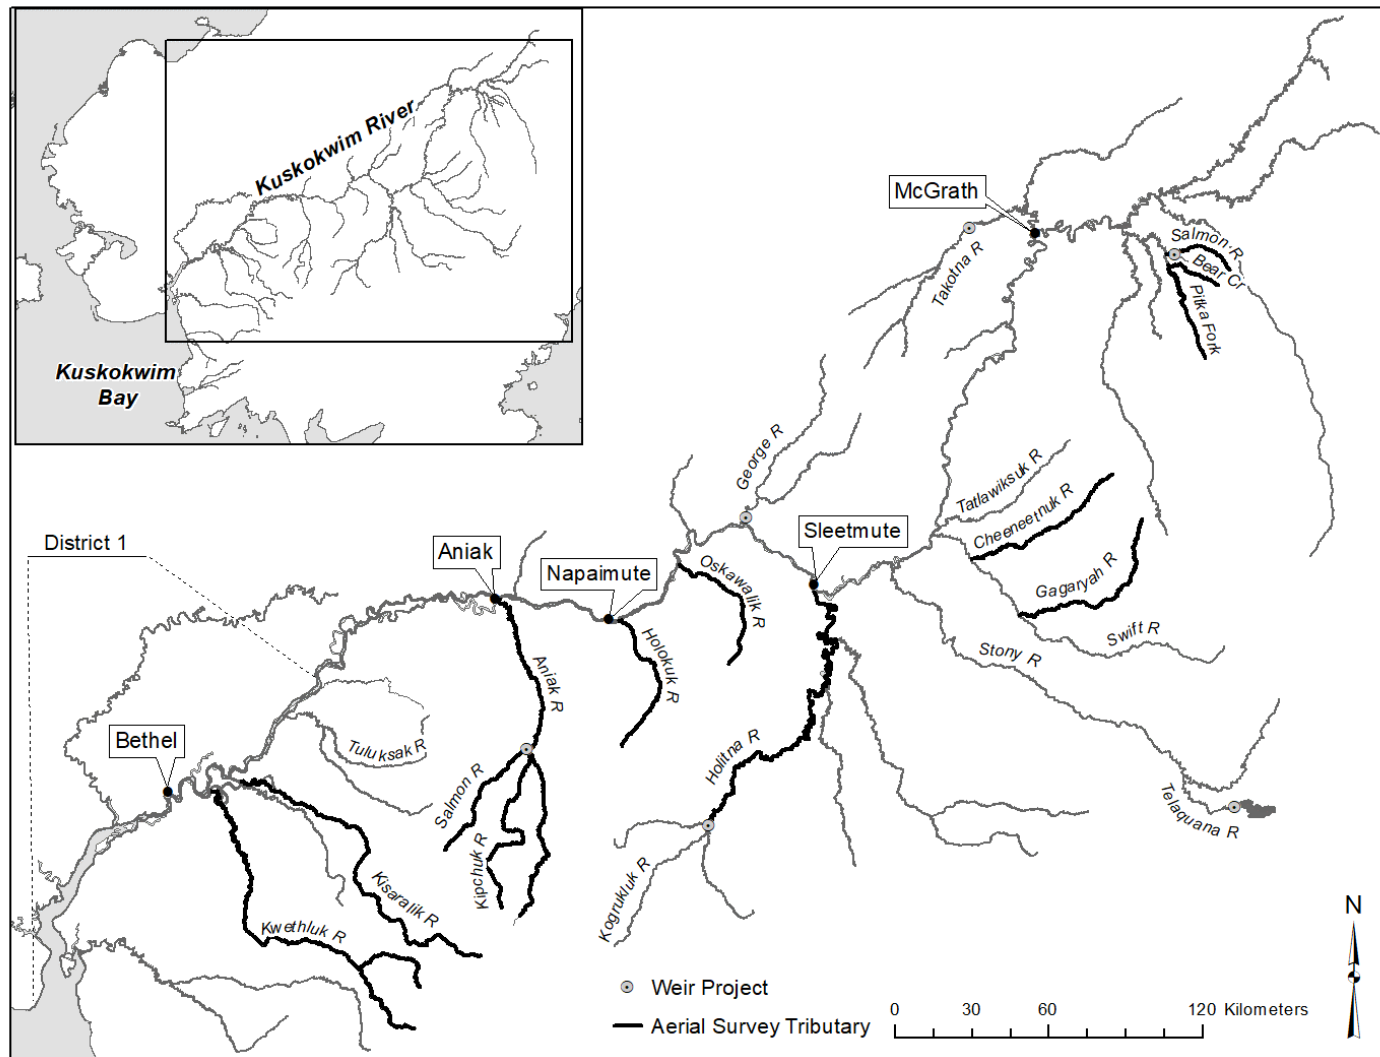 Kuskokwim River
Kuskokwim
Bay
McGrath
Takotna R
Salmon R
Bear Cr
Pitka Fork
George R
Tatlawiksuk R
Cheeneetnuk R
Gagaryah R
Swift R
Stony R
Telaquana R
Sleetmute
Oskawalik R
Napaimute
Holokuk R
Aniak
Aniak R
District 1
Bethel
Tuluksak R
Salmon R
Kipchuk R
Kisaralik R
Kwethluk R
Holitna R
Kogrukluk R
N
Weir Project
Aerial Survey Tributary
0 30 60 120 Kilometers